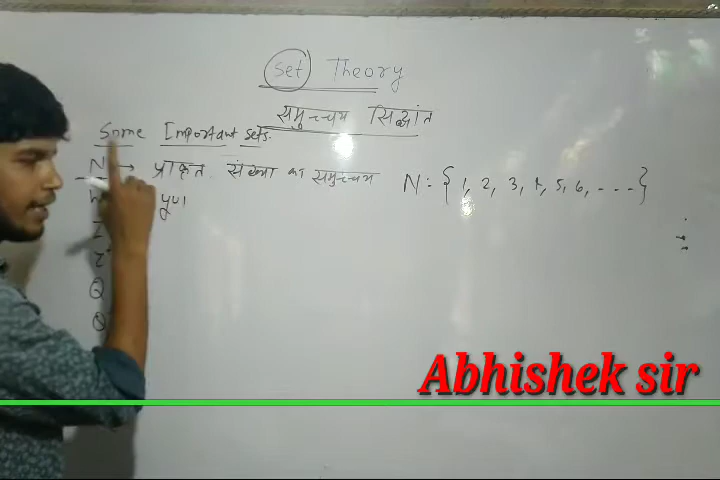 Set Theory
समुच्चय सिद्धांत
Some Important sets.
N → प्राकृत संख्या का समुच्चय N: {1, 2, 3, 4, 5, 6, ....}
पूर्ण
I
Q
Abhishek sir